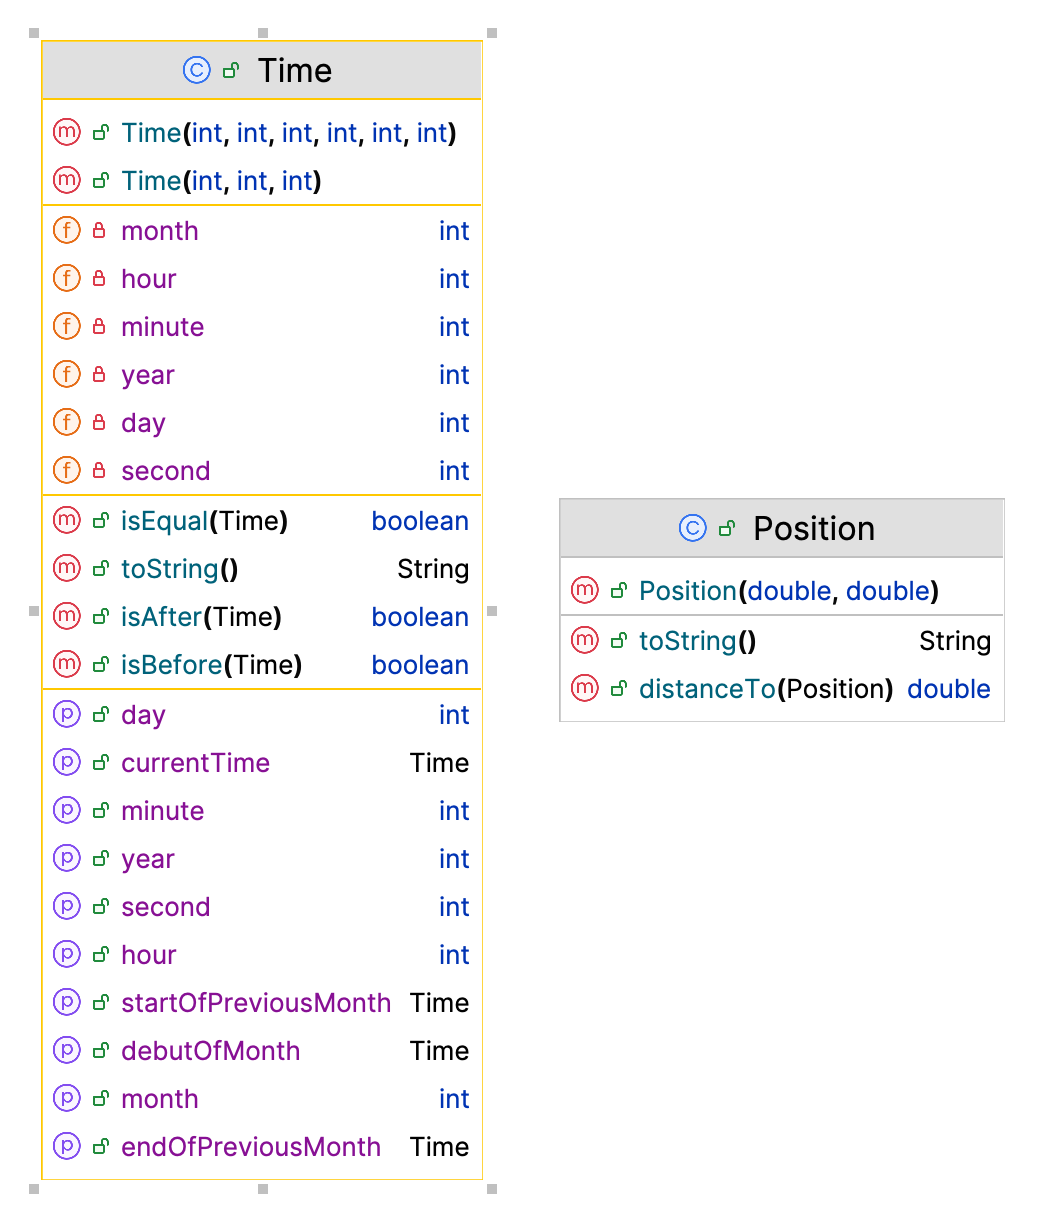 C Time
m Time(int, int, int, int, int, int)
m Time(int, int, int)
f month int
f hour int
f minute int
f year int
f day int
f second int
m isEqual(Time) boolean
m toString() String
m isAfter(Time) boolean
m isBefore(Time) boolean
p day int
p currentTime Time
p minute int
p year int
p second int
p hour int
p startOfPreviousMonth Time
p debutOfMonth Time
p month int
p endOfPreviousMonth Time
C Position
m Position(double, double)
m toString() String
m distanceTo(Position) double